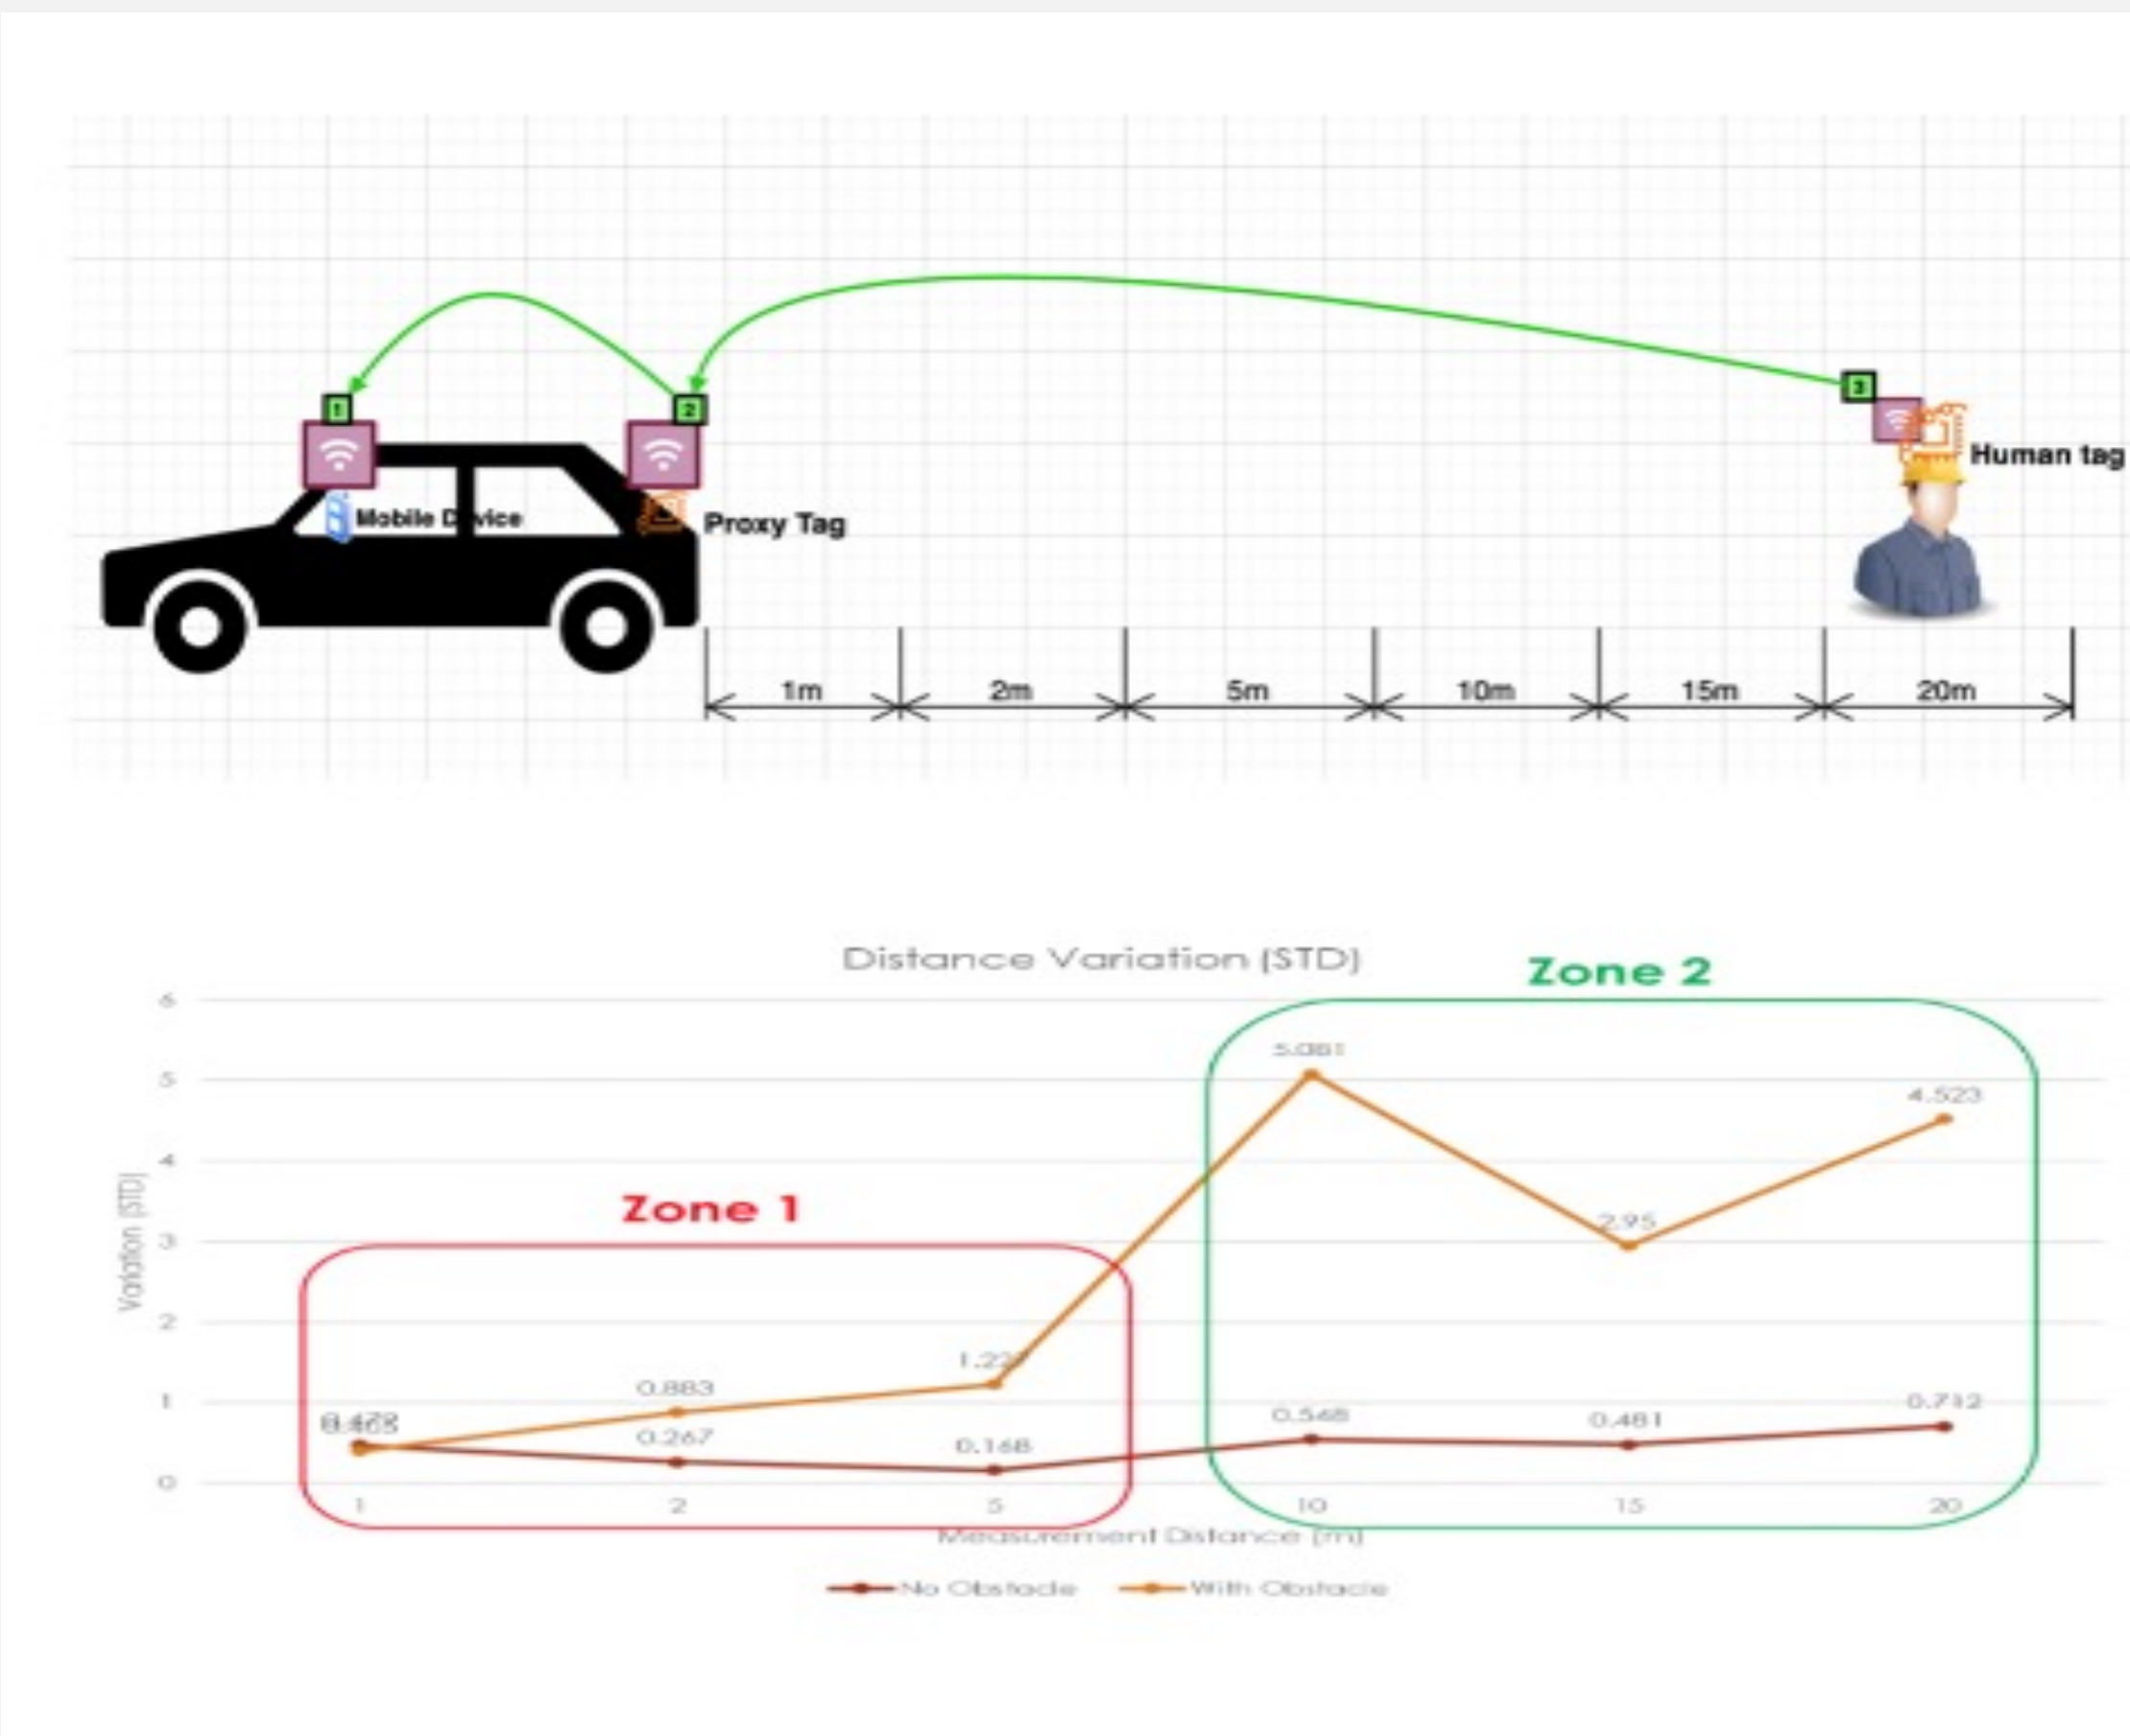 1
2
3
Human tag
Mobile Device
Proxy Tag
1m 2m 5m 10m 15m 20m
Distance Variation (STD)
Zone 2
6
5.081
5
4.523
4
Zone 1
Variation (STD)
3
2.95
2
0.883
1
0.712
0.548
0.481
0.267
0.168
0
1 2 5 10 15 20
Measurement Distance (m)
No Obstacle With Obstacle